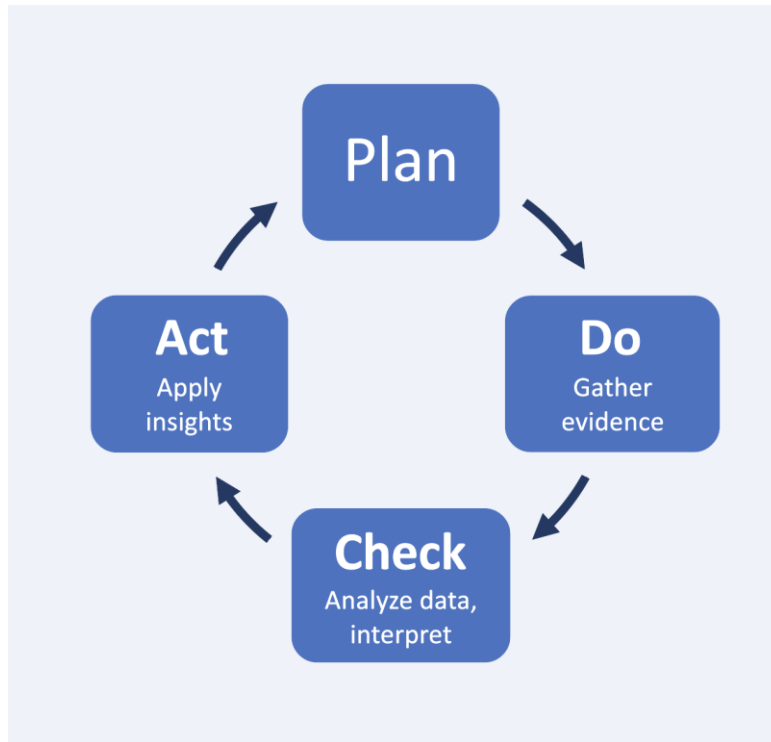 Plan
Do
Gather
evidence
Check
Analyze data,
interpret
Act
Apply
insights